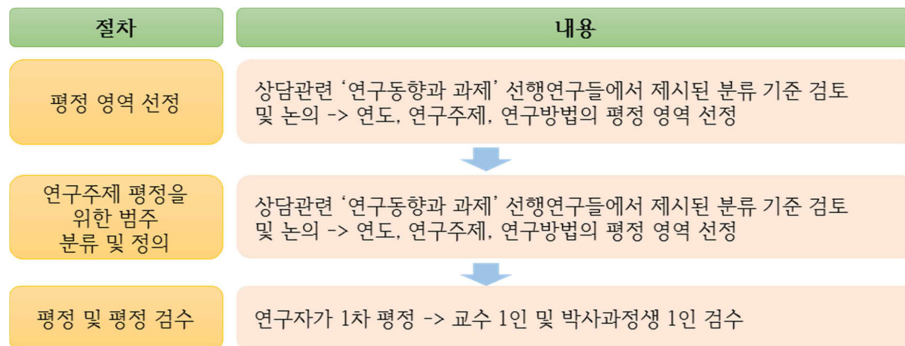 절차
내용
평정 영역 선정
상담관련 ‘연구동향과 과제’ 선행연구들에서 제시된 분류 기준 검토
및 논의 -> 연도, 연구주제, 연구방법의 평정 영역 선정
연구주제 평정을
위한 범주
분류 및 정의
상담관련 ‘연구동향과 과제’ 선행연구들에서 제시된 분류 기준 검토
및 논의 -> 연도, 연구주제, 연구방법의 평정 영역 선정
평정 및 평정 검수
연구자가 1차 평정 -> 교수 1인 및 박사과정생 1인 검수